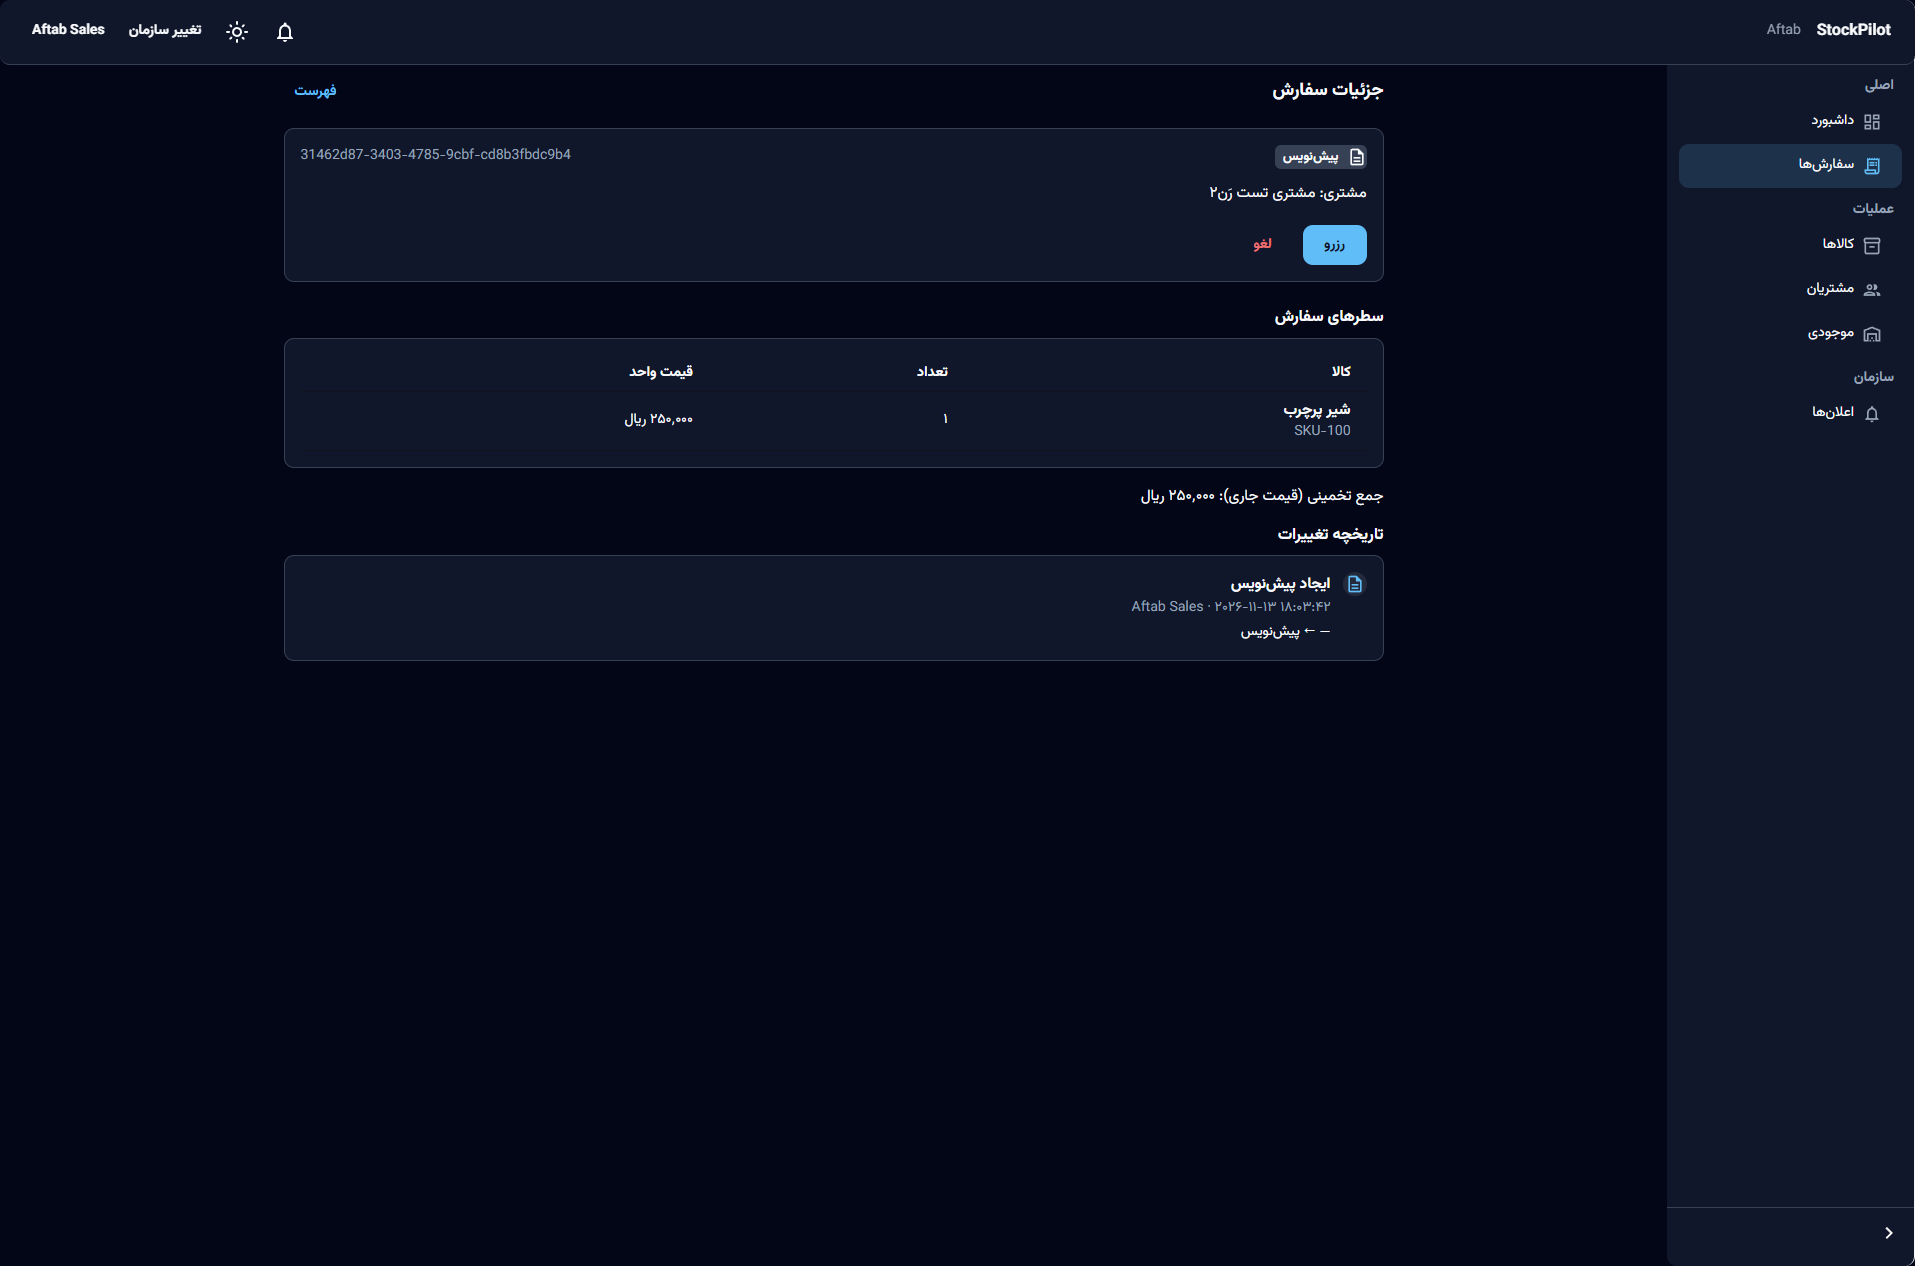 StockPilot Aftab
تغییر سازمان Aftab Sales
اصلی
داشبورد
سفارش‌ها
عملیات
کالاها
مشتریان
موجودی
سازمان
اعلان‌ها
جزئیات سفارش
فهرست
پیش‌نویس
31462d87-3403-4785-9cbf-cd8b3fbdc9b4
مشتری: مشتری تست رَن۲
رزرو لغو
سطرهای سفارش
کالا تعداد قیمت واحد
شیر پرچرب ۱ ۲۵۰,۰۰۰ ریال
SKU-100
جمع تخمینی (قیمت جاری): ۲۵۰,۰۰۰ ریال
تاریخچه تغییرات
ایجاد پیش‌نویس
Aftab Sales · ۲۰۲۶-۱۱-۱۳ ۱۸:۰۳:۴۲
— ← پیش‌نویس